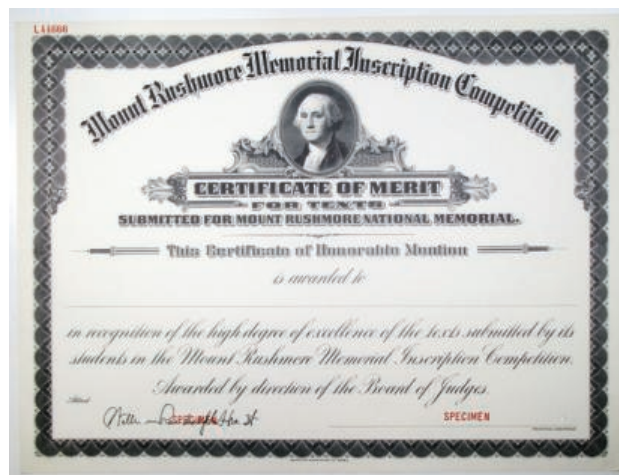 L44666
Mount Rushmore Memorial Inscription Competition
CERTIFICATE OF MERIT
FOR TEXTS
SUBMITTED FOR MOUNT RUSHMORE NATIONAL MEMORIAL.
This Certificate of Honorable Mention
is awarded to
in recognition of the high degree of excellence of the texts submitted by its
students in the Mount Rushmore Memorial Inscription Competition.
Awarded by direction of the Board of Judges.
Attest
SPECIMEN
SPECIMEN